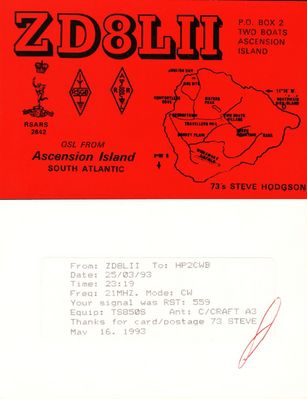 ZD8LII
P.O. BOX 2
TWO BOATS
ASCENSION
ISLAND
RSARS
2842
RSGB
QSL FROM
Ascension Island
SOUTH ATLANTIC
GEORGETOWN
TWO BOATS
VILLAGE
73's STEVE HODGSON
From: ZD8LII To: HP2CWB
Date: 25/03/93
Time: 23:19
Freq: 21MHZ. Mode: CW
Your signal was RST: 559
Equip: TS850S Ant: C/CRAFT A3
Thanks for card/postage 73 STEVE
May 16. 1993